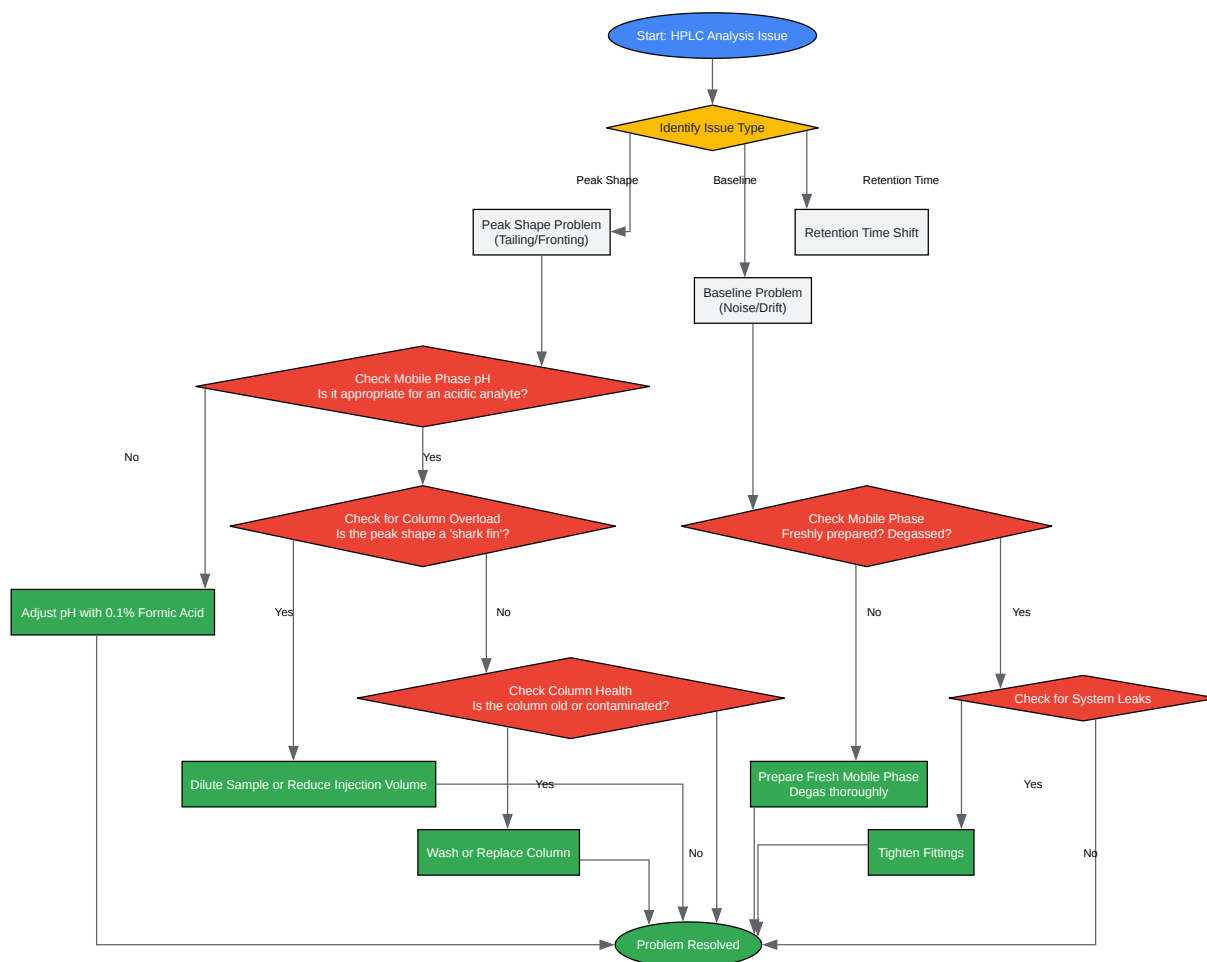 Start: HPLC Analysis Issue
Identify Issue Type
Peak Shape
Baseline
Retention Time
Peak Shape Problem
(Tailing/Fronting)
Retention Time Shift
Baseline Problem
(Noise/Drift)
Check Mobile Phase pH
Is it appropriate for an acidic analyte?
No
Yes
Check for Column Overload
Is the peak shape a 'shark fin'?
Check Mobile Phase
Freshly prepared? Degassed?
Adjust pH with 0.1% Formic Acid
Yes
No
No
Yes
Check Column Health
Is the column old or contaminated?
Check for System Leaks
Dilute Sample or Reduce Injection Volume
Yes
Prepare Fresh Mobile Phase
Degas thoroughly
Yes
Wash or Replace Column
No
Tighten Fittings
No
Problem Resolved